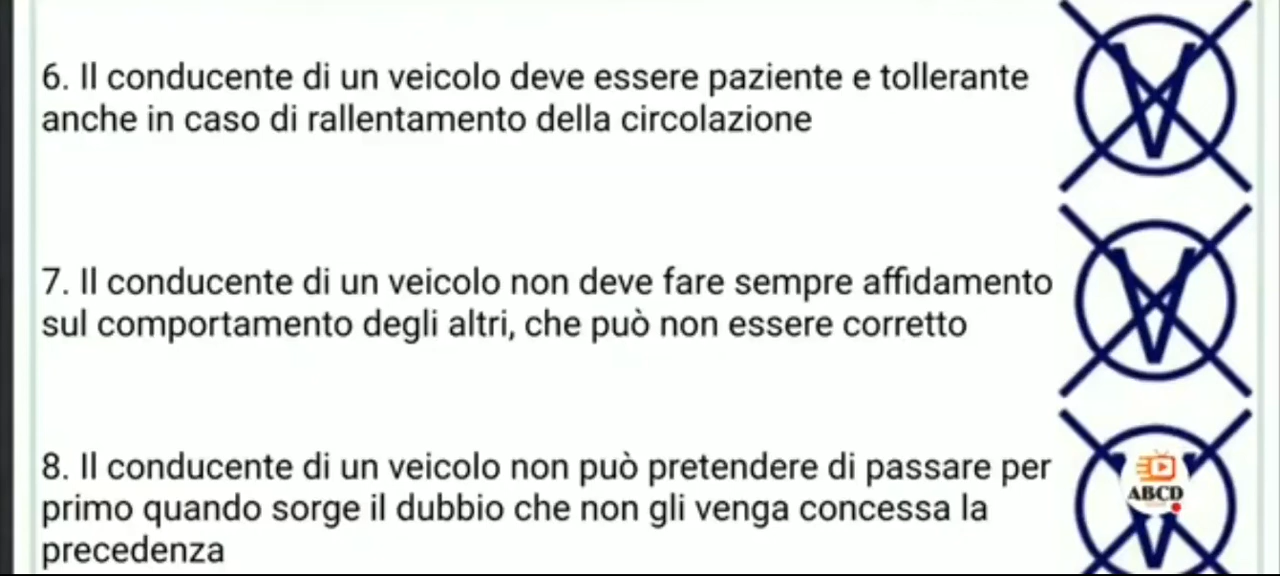 6. Il conducente di un veicolo deve essere paziente e tollerante
anche in caso di rallentamento della circolazione
V
7. Il conducente di un veicolo non deve fare sempre affidamento
sul comportamento degli altri, che può non essere corretto
V
8. Il conducente di un veicolo non può pretendere di passare per
primo quando sorge il dubbio che non gli venga concessa la
precedenza
V
ABCD